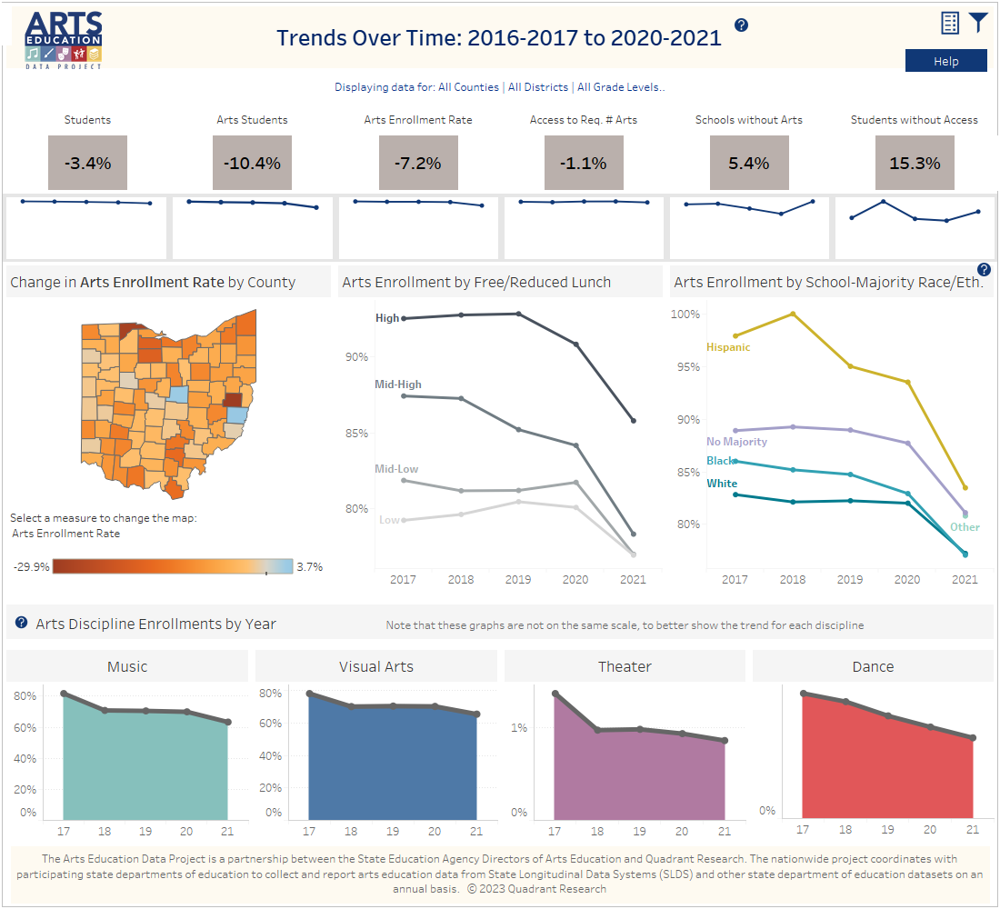 ARTS
EDUCATION
DATA PROJECT
Trends Over Time: 2016-2017 to 2020-2021
?
Help
Displaying data for: All Counties | All Districts | All Grade Levels..
Students
Arts Students
Arts Enrollment Rate
Access to Req. # Arts
Schools without Arts
Students without Access
-3.4%
-10.4%
-7.2%
-1.1%
5.4%
15.3%
Change in Arts Enrollment Rate by County
Select a measure to change the map:
Arts Enrollment Rate
-29.9%
3.7%
Arts Enrollment by Free/Reduced Lunch
High
90%
Mid-High
85%
Mid-Low
80%
Low
2017
2018
2019
2020
2021
?
Arts Enrollment by School-Majority Race/Eth.
100%
Hispanic
95%
90%
No Majority
Black
85%
White
80%
Other
2017
2018
2019
2020
2021
?
Arts Discipline Enrollments by Year
Note that these graphs are not on the same scale, to better show the trend for each discipline
Music
80%
60%
40%
20%
0%
17
18
19
20
21
Visual Arts
80%
60%
40%
20%
0%
17
18
19
20
21
Theater
1%
0%
17
18
19
20
21
Dance
0%
17
18
19
20
21
The Arts Education Data Project is a partnership between the State Education Agency Directors of Arts Education and Quadrant Research. The nationwide project coordinates with
participating state departments of education to collect and report arts education data from State Longitudinal Data Systems (SLDS) and other state department of education datasets on an
annual basis. © 2023 Quadrant Research